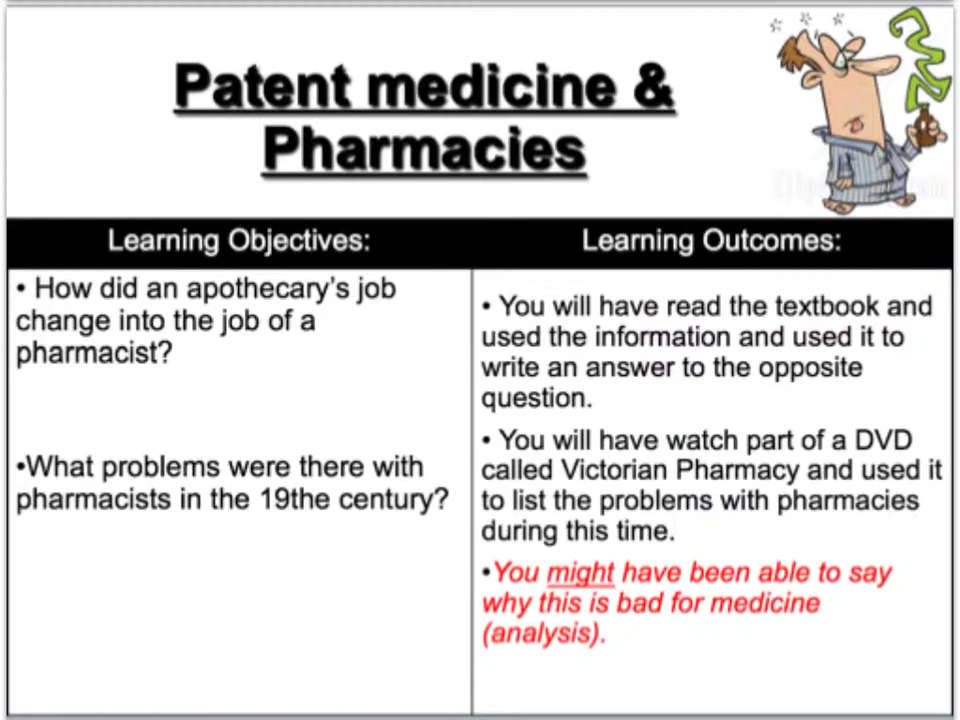 Patent medicine &
Pharmacies
Learning Objectives:
Learning Outcomes:
• How did an apothecary's job
change into the job of a
pharmacist?
•What problems were there with
pharmacists in the 19the century?
• You will have read the textbook and
used the information and used it to
write an answer to the opposite
question.
• You will have watch part of a DVD
called Victorian Pharmacy and used it
to list the problems with pharmacies
during this time.
•You might have been able to say
why this is bad for medicine
(analysis).